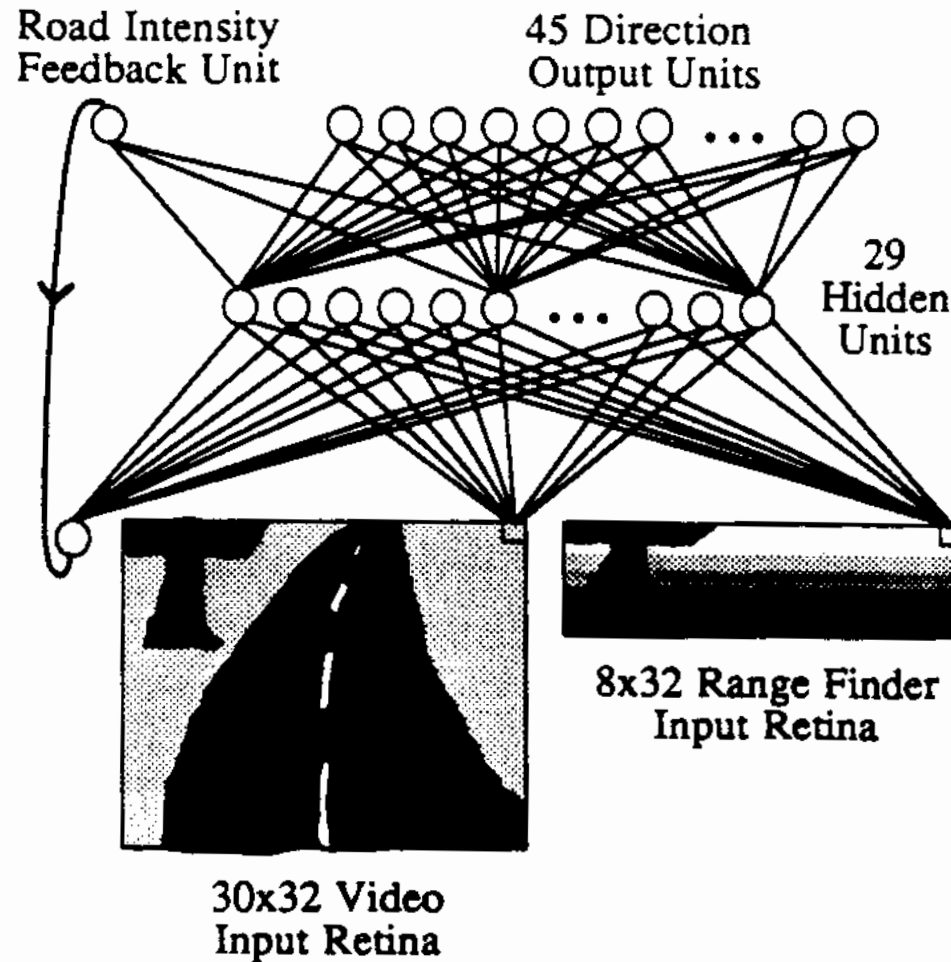 Road Intensity
Feedback Unit
45 Direction
Output Units
29
Hidden
Units
8x32 Range Finder
Input Retina
30x32 Video
Input Retina